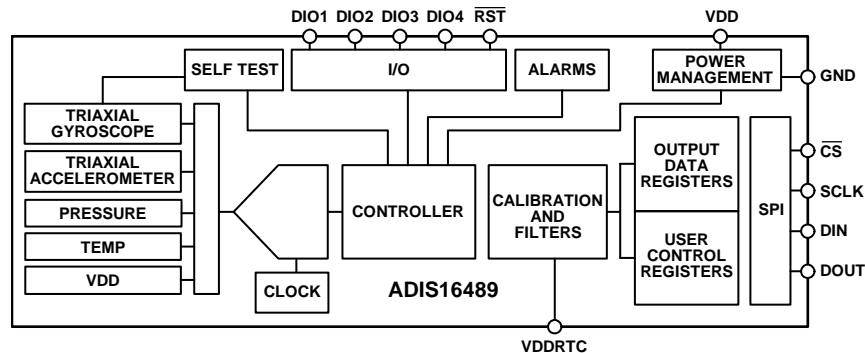 DIO1 DIO2 DIO3 DIO4 RST
VDD
SELF TEST
I/O
ALARMS
POWER
MANAGEMENT
GND
TRIAXIAL
GYROSCOPE
TRIAXIAL
ACCELEROMETER
PRESSURE
TEMP
VDD
CLOCK
CONTROLLER
CALIBRATION
AND
FILTERS
OUTPUT
DATA
REGISTERS
USER
CONTROL
REGISTERS
SPI
CS
SCLK
DIN
DOUT
ADIS16489
VDDRTC